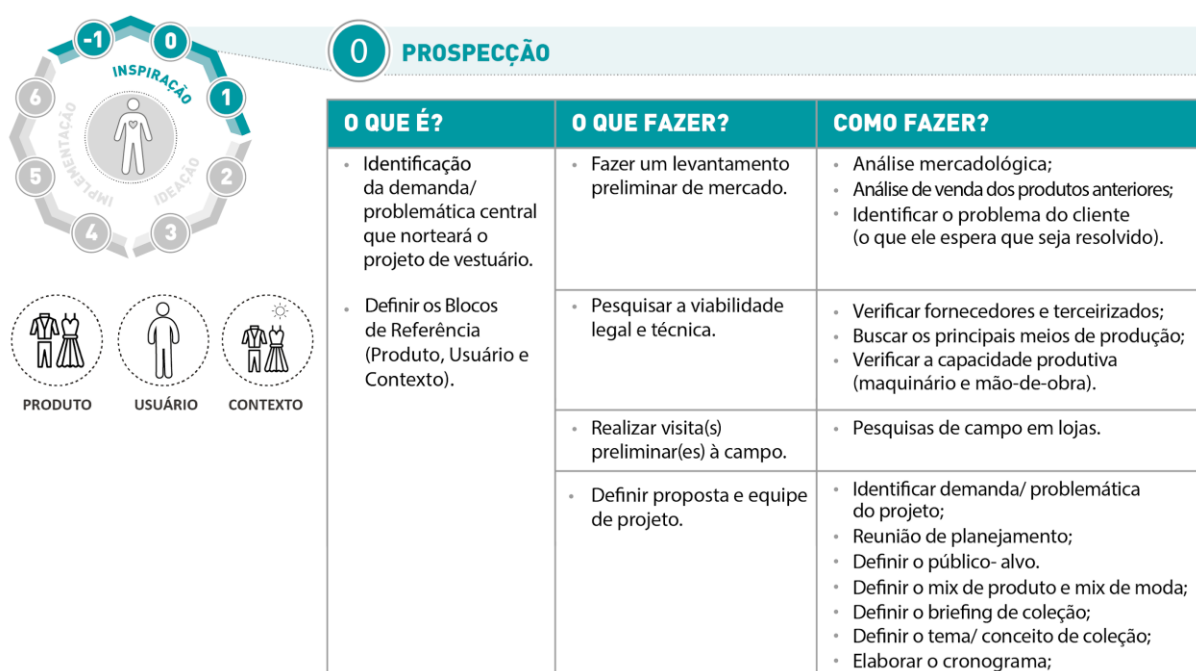 -1
0
1
2
3
4
5
6
INSPIRAÇÃO
IDEAÇÃO
IMPLEMENTAÇÃO
PRODUTO
USUÁRIO
CONTEXTO
0 PROSPECÇÃO
O QUE É?
O QUE FAZER?
COMO FAZER?
• Identificação
da demanda/
problemática central
que norteará o
projeto de vestuário.
• Definir os Blocos
de Referência
(Produto, Usuário e
Contexto).
• Fazer um levantamento
preliminar de mercado.
• Análise mercadológica;
• Análise de venda dos produtos anteriores;
• Identificar o problema do cliente
(o que ele espera que seja resolvido).
• Pesquisar a viabilidade
legal e técnica.
• Verificar fornecedores e terceirizados;
• Buscar os principais meios de produção;
• Verificar a capacidade produtiva
(maquinário e mão-de-obra).
• Realizar visita(s)
preliminar(es) à campo.
• Pesquisas de campo em lojas.
• Definir proposta e equipe
de projeto.
• Identificar demanda/ problemática
do projeto;
• Reunião de planejamento;
• Definir o público- alvo.
• Definir o mix de produto e mix de moda;
• Definir o briefing de coleção;
• Definir o tema/ conceito de coleção;
• Elaborar o cronograma;